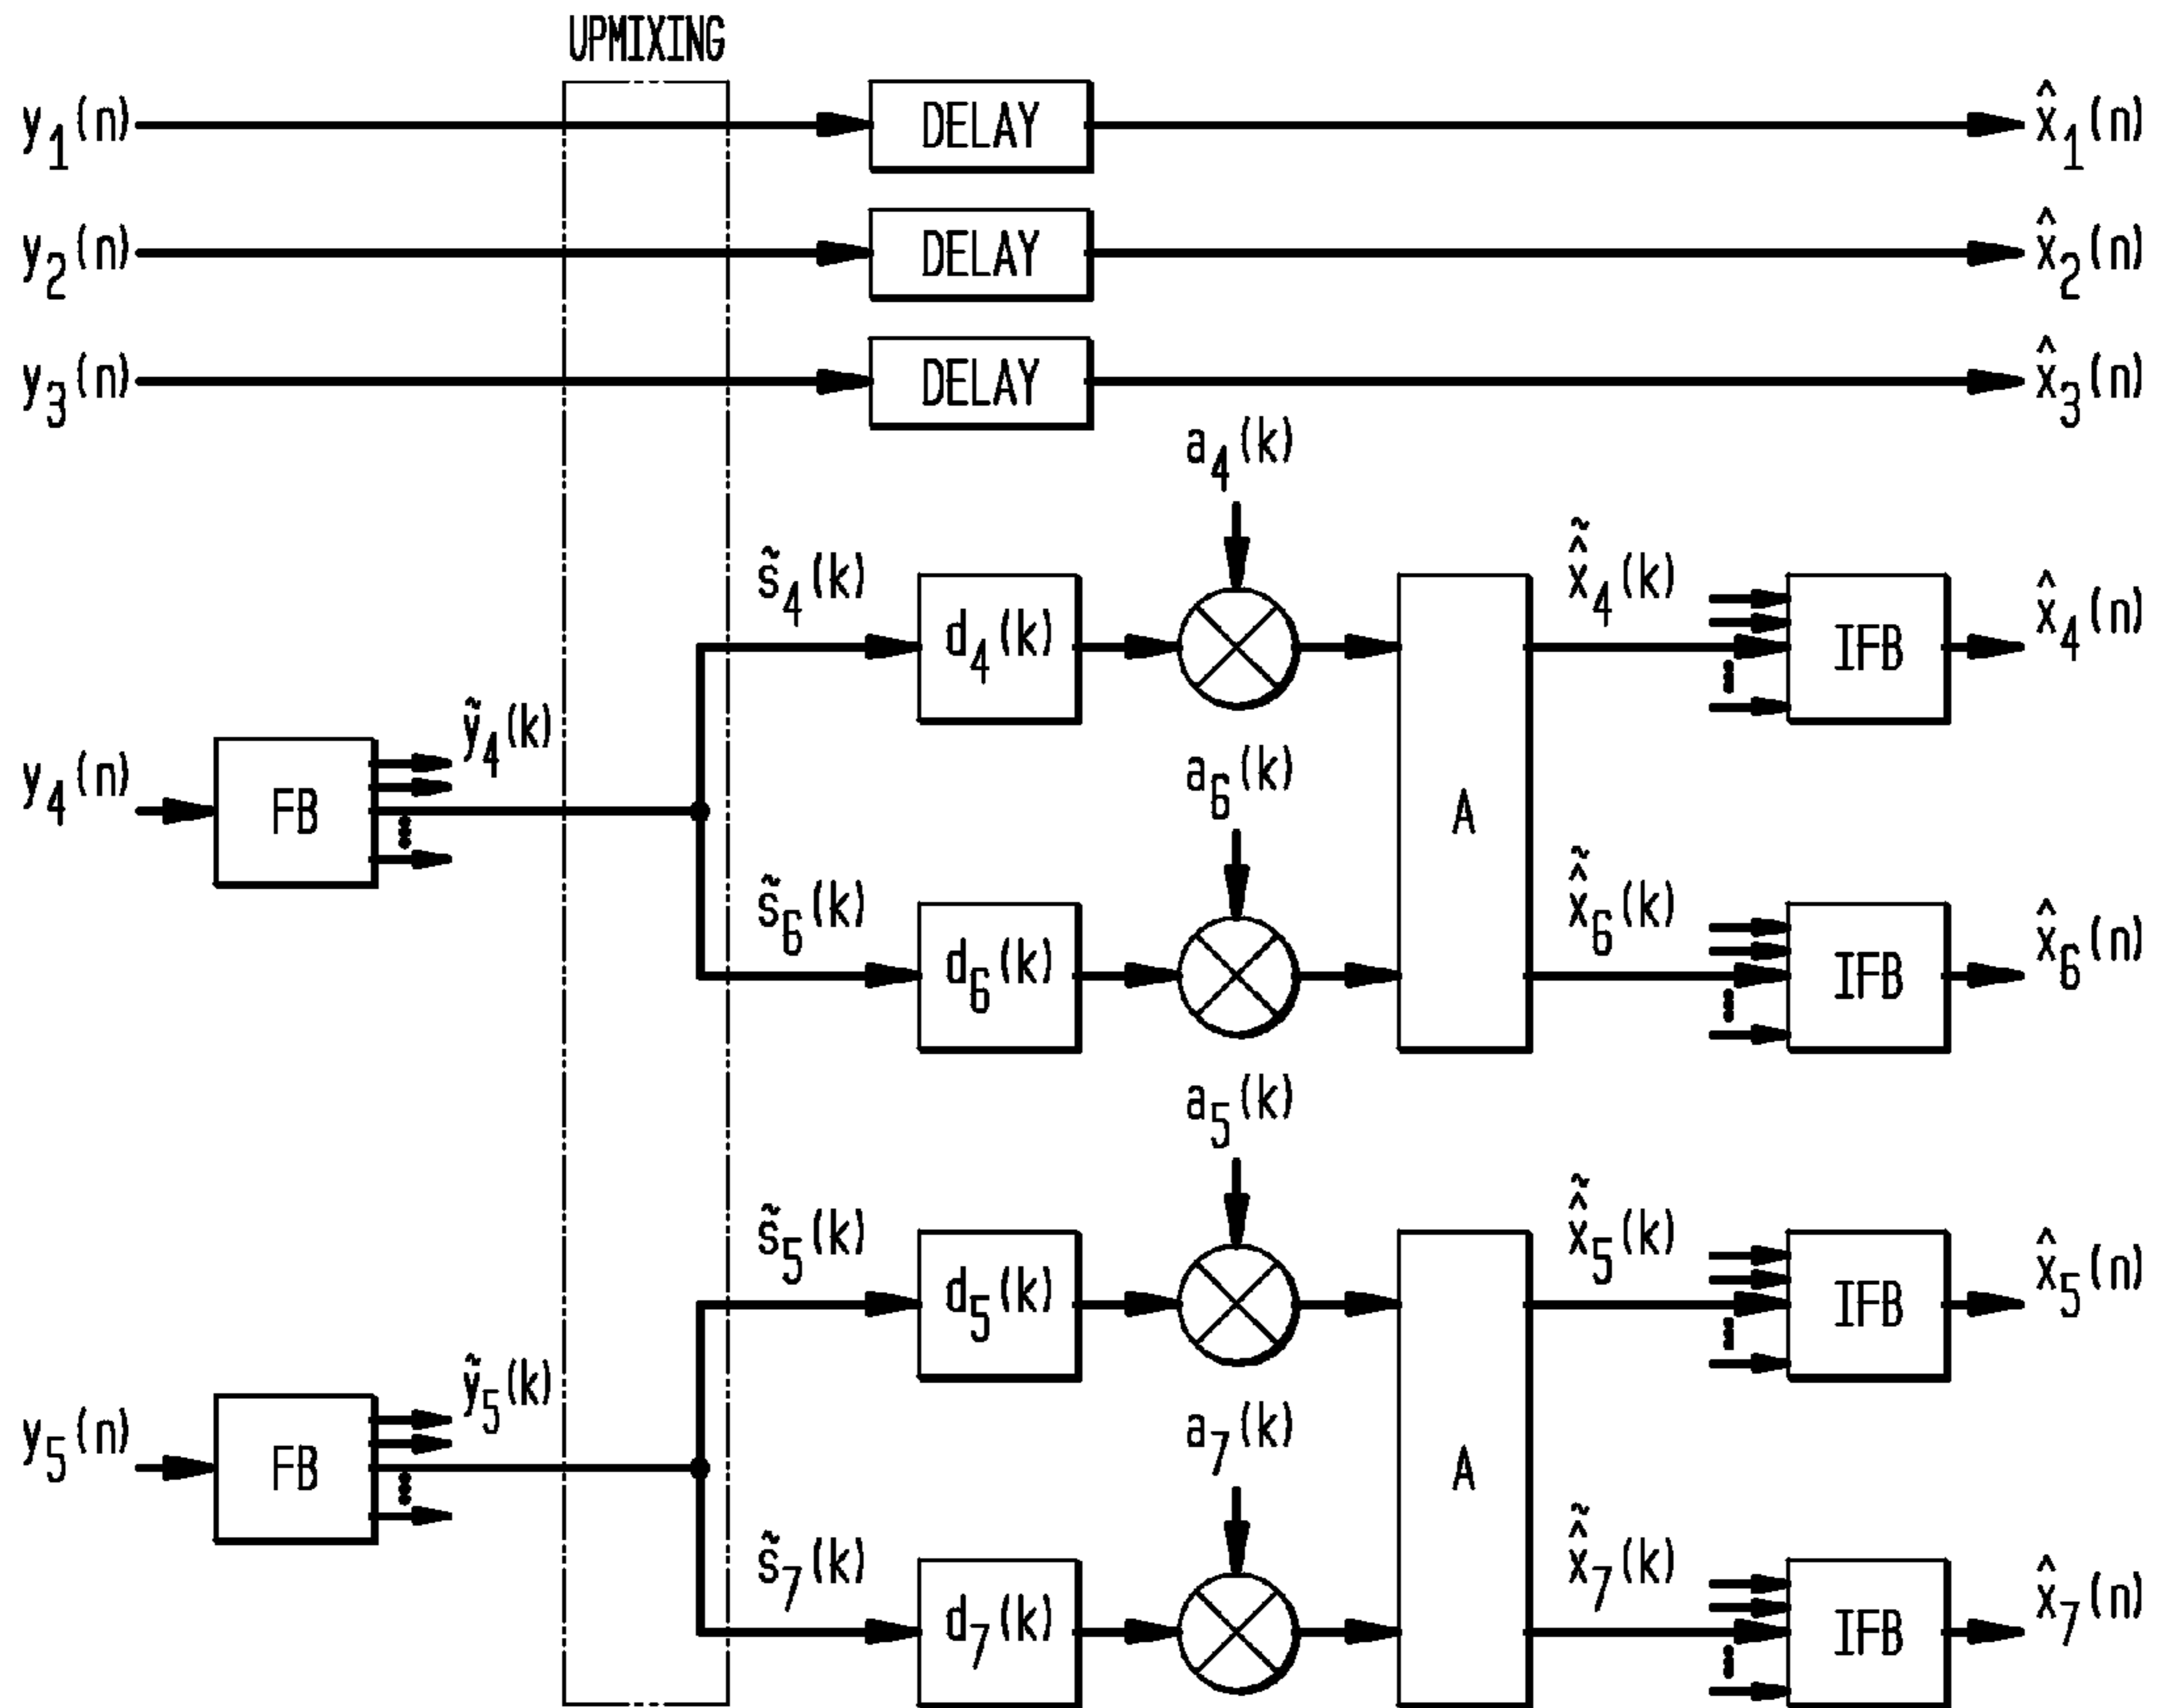 UPMIXING
y₁(n) DELAY x̂₁(n)
y₂(n) DELAY x̂₂(n)
y₃(n) DELAY x̂₃(n)
a₄(k)
s̃₄(k) d₄(k) x̂̃₄(k) IFB x̂₄(n)
y₄(n) FB ỹ₄(k) a₆(k) A
s̃₆(k) d₆(k) x̂̃₆(k) IFB x̂₆(n)
a₅(k)
s̃₅(k) d₅(k) x̂̃₅(k) IFB x̂₅(n)
y₅(n) FB ỹ₅(k) a₇(k) A
s̃₇(k) d₇(k) x̂̃₇(k) IFB x̂₇(n)